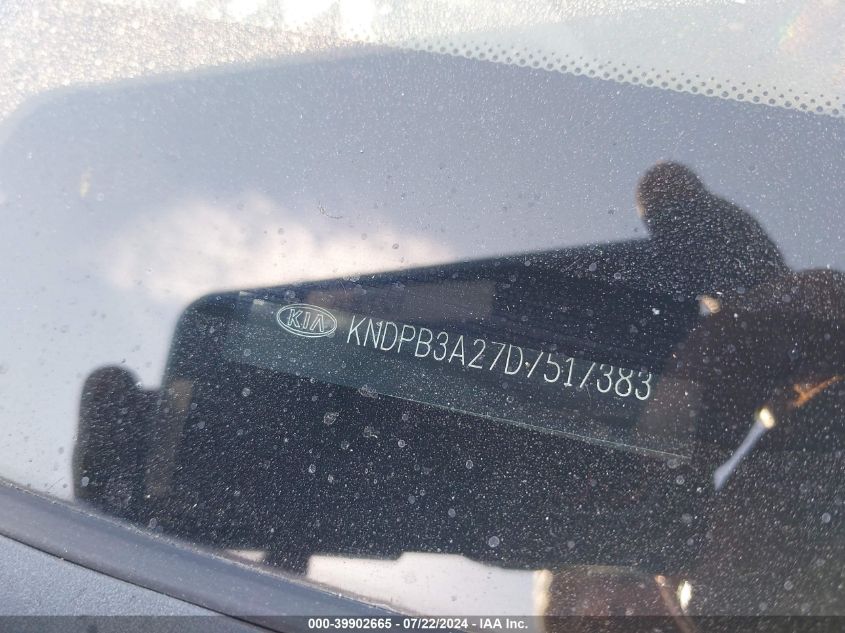 KIA KNDPB3A27D7517383
000-39902665 - 07/22/2024 - IAA Inc.